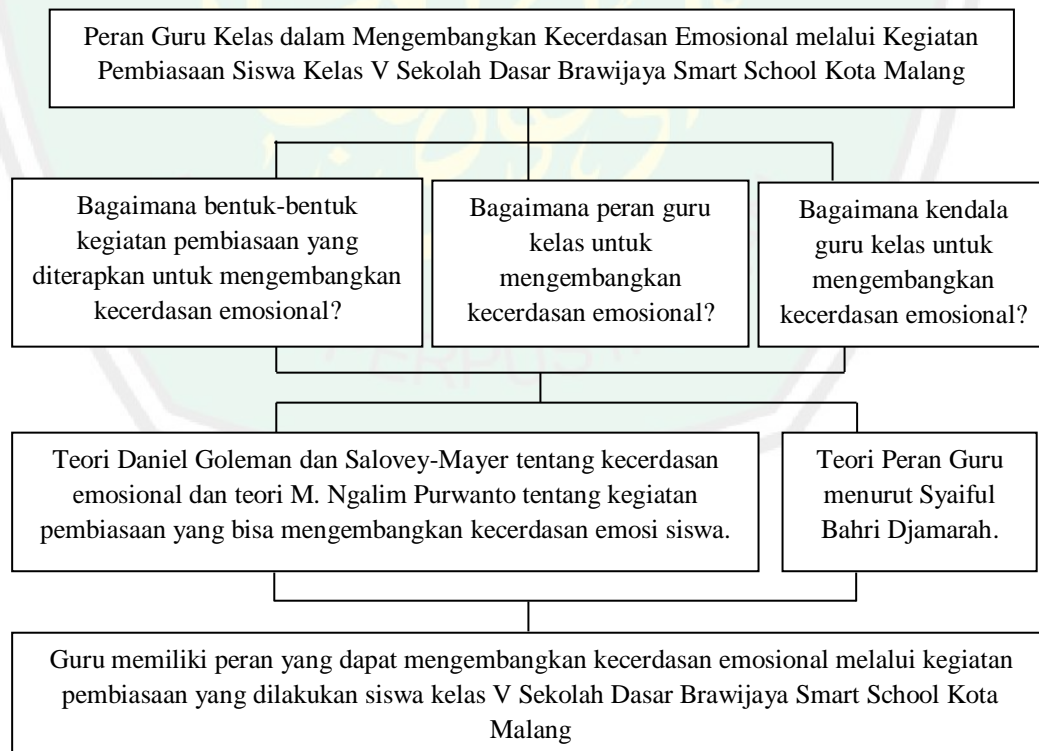 Peran Guru Kelas dalam Mengembangkan Kecerdasan Emosional melalui Kegiatan
Pembiasaan Siswa Kelas V Sekolah Dasar Brawijaya Smart School Kota Malang
Bagaimana bentuk-bentuk
kegiatan pembiasaan yang
diterapkan untuk mengembangkan
kecerdasan emosional?
Bagaimana peran guru
kelas untuk
mengembangkan
kecerdasan emosional?
Bagaimana kendala
guru kelas untuk
mengembangkan
kecerdasan emosional?
Teori Daniel Goleman dan Salovey-Mayer tentang kecerdasan
emosional dan teori M. Ngalim Purwanto tentang kegiatan
pembiasaan yang bisa mengembangkan kecerdasan emosi siswa.
Teori Peran Guru
menurut Syaiful
Bahri Djamarah.
Guru memiliki peran yang dapat mengembangkan kecerdasan emosional melalui kegiatan
pembiasaan yang dilakukan siswa kelas V Sekolah Dasar Brawijaya Smart School Kota
Malang